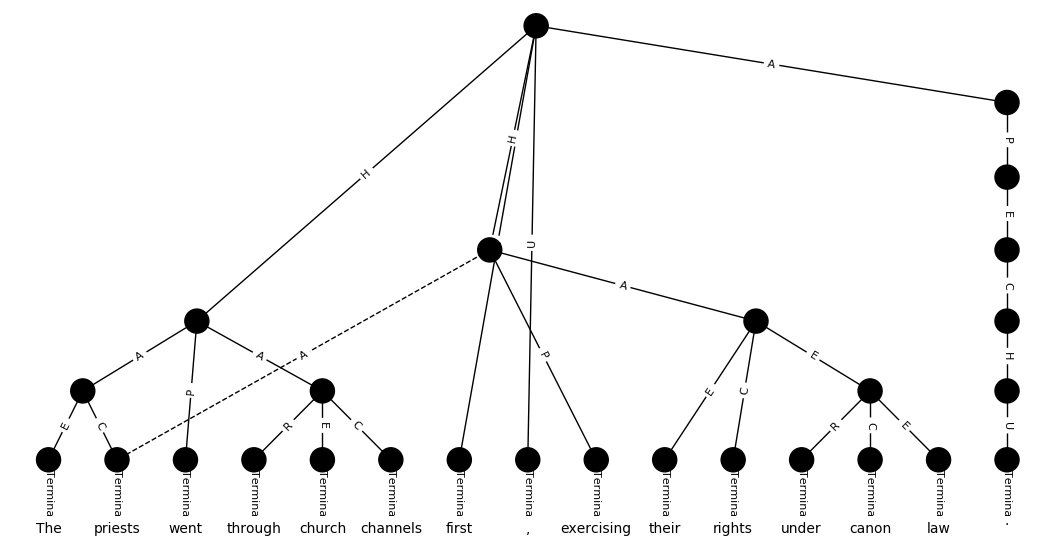 A
H
H
U
P
E
A
C
A
A
A
P
H
E
P
E
C
E
C
R
E
C
R
C
E
U
Termina Termina Termina Termina Termina Termina Termina Termina Termina Termina Termina Termina Termina Termina Termina
The priests went through church channels first , exercising their rights under canon law .